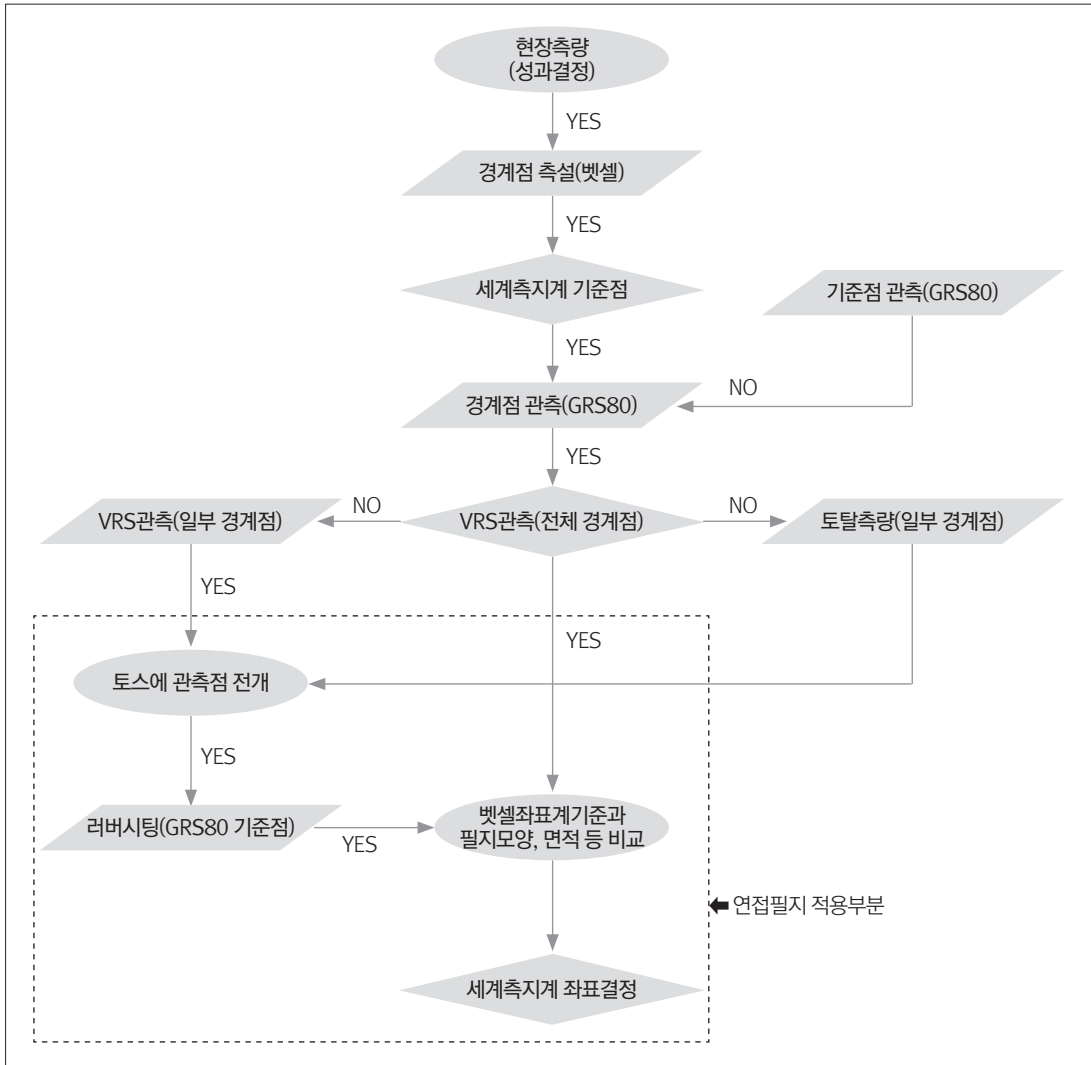 현장측량
(성과결정)
YES
경계점 측설(벳셀)
YES
세계측지계 기준점
기준점 관측(GRS80)
YES
NO
경계점 관측(GRS80)
YES
VRS관측(일부 경계점)
NO
VRS관측(전체 경계점)
NO
토탈측량(일부 경계점)
YES
YES
토스에 관측점 전개
YES
러버시팅(GRS80 기준점)
YES
벳셀좌표계기준과
필지모양, 면적 등 비교
연접필지 적용부분
세계측지계 좌표결정